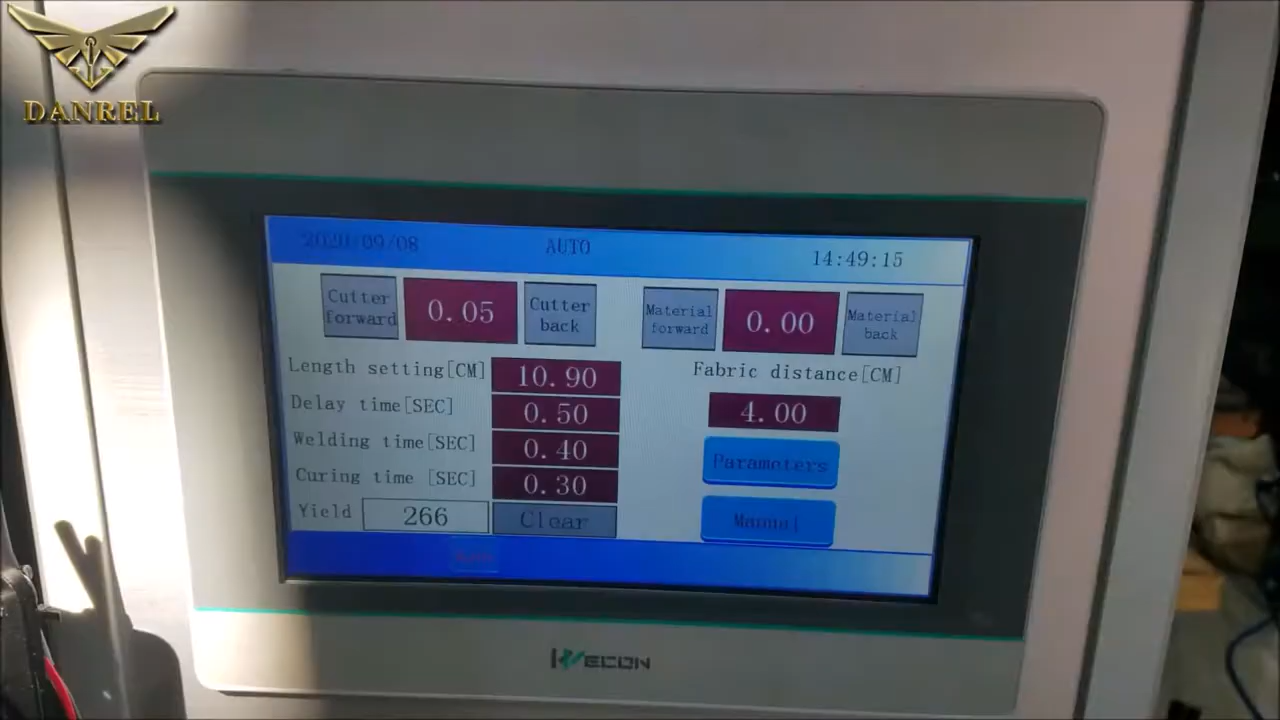 DANREL
2020/09/08 AUTO 14:49:15
Cutter forward 0.05 Cutter back Material forward 0.00 Material back
Length setting[CM] 10.90 Fabric distance[CM]
Delay time[SEC] 0.50 4.00
Welding time[SEC] 0.40 Parameters
Curing time [SEC] 0.30
Yield 266 Clear Manual
WECON